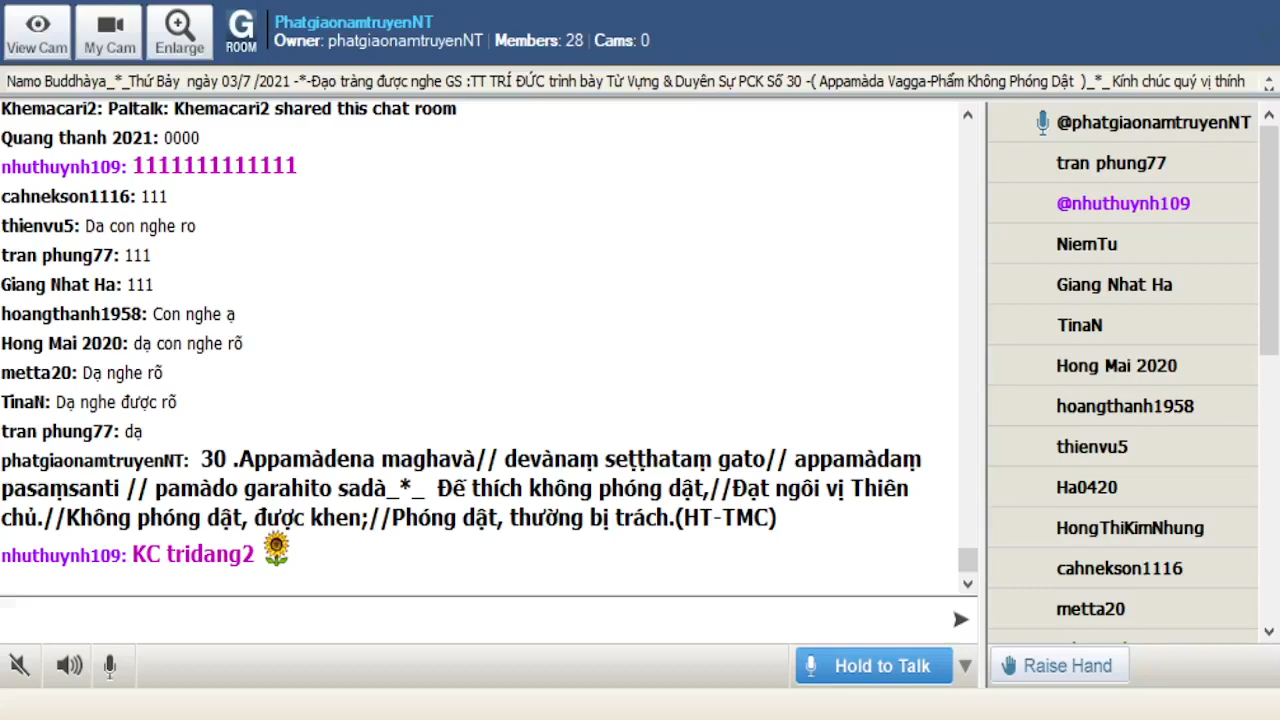 View Cam
My Cam
Enlarge
G
ROOM
PhatgiaonamtruyenNT
Owner: phatgiaonamtruyenNT | Members: 28 | Cams: 0
Namo Buddhàya_*_Thứ Bảy ngày 03/7 /2021 -*-Đạo tràng được nghe GS :TT TRÍ ĐỨC trình bày Từ Vựng & Duyên Sự PCK Số 30 -( Appamàda Vagga-Phẩm Không Phóng Dật )_*_Kính chúc quý vị thính
Khemacari2: Paltalk: Khemacari2 shared this chat room
Quang thanh 2021: 0000
nhuthuynh109: 1111111111111
cahnekson1116: 111
thienvu5: Da con nghe ro
tran phung77: 111
Giang Nhat Ha: 111
hoangthanh1958: Con nghe ạ
Hong Mai 2020: dạ con nghe rõ
metta20: Dạ nghe rõ
TinaN: Dạ nghe được rõ
tran phung77: dạ
phatgiaonamtruyenNT: 30 .Appamàdena maghavà// devànaṃ seṭṭhataṃ gato// appamàdaṃ
pasaṃsanti // pamàdo garahito sadà_*_ Đế thích không phóng dật,//Đạt ngôi vị Thiên
chủ.//Không phóng dật, được khen;//Phóng dật, thường bị trách.(HT-TMC)
nhuthuynh109: KC tridang2
@phatgiaonamtruyenNT
tran phung77
@nhuthuynh109
NiemTu
Giang Nhat Ha
TinaN
Hong Mai 2020
hoangthanh1958
thienvu5
Ha0420
HongThiKimNhung
cahnekson1116
metta20
Hold to Talk
Raise Hand